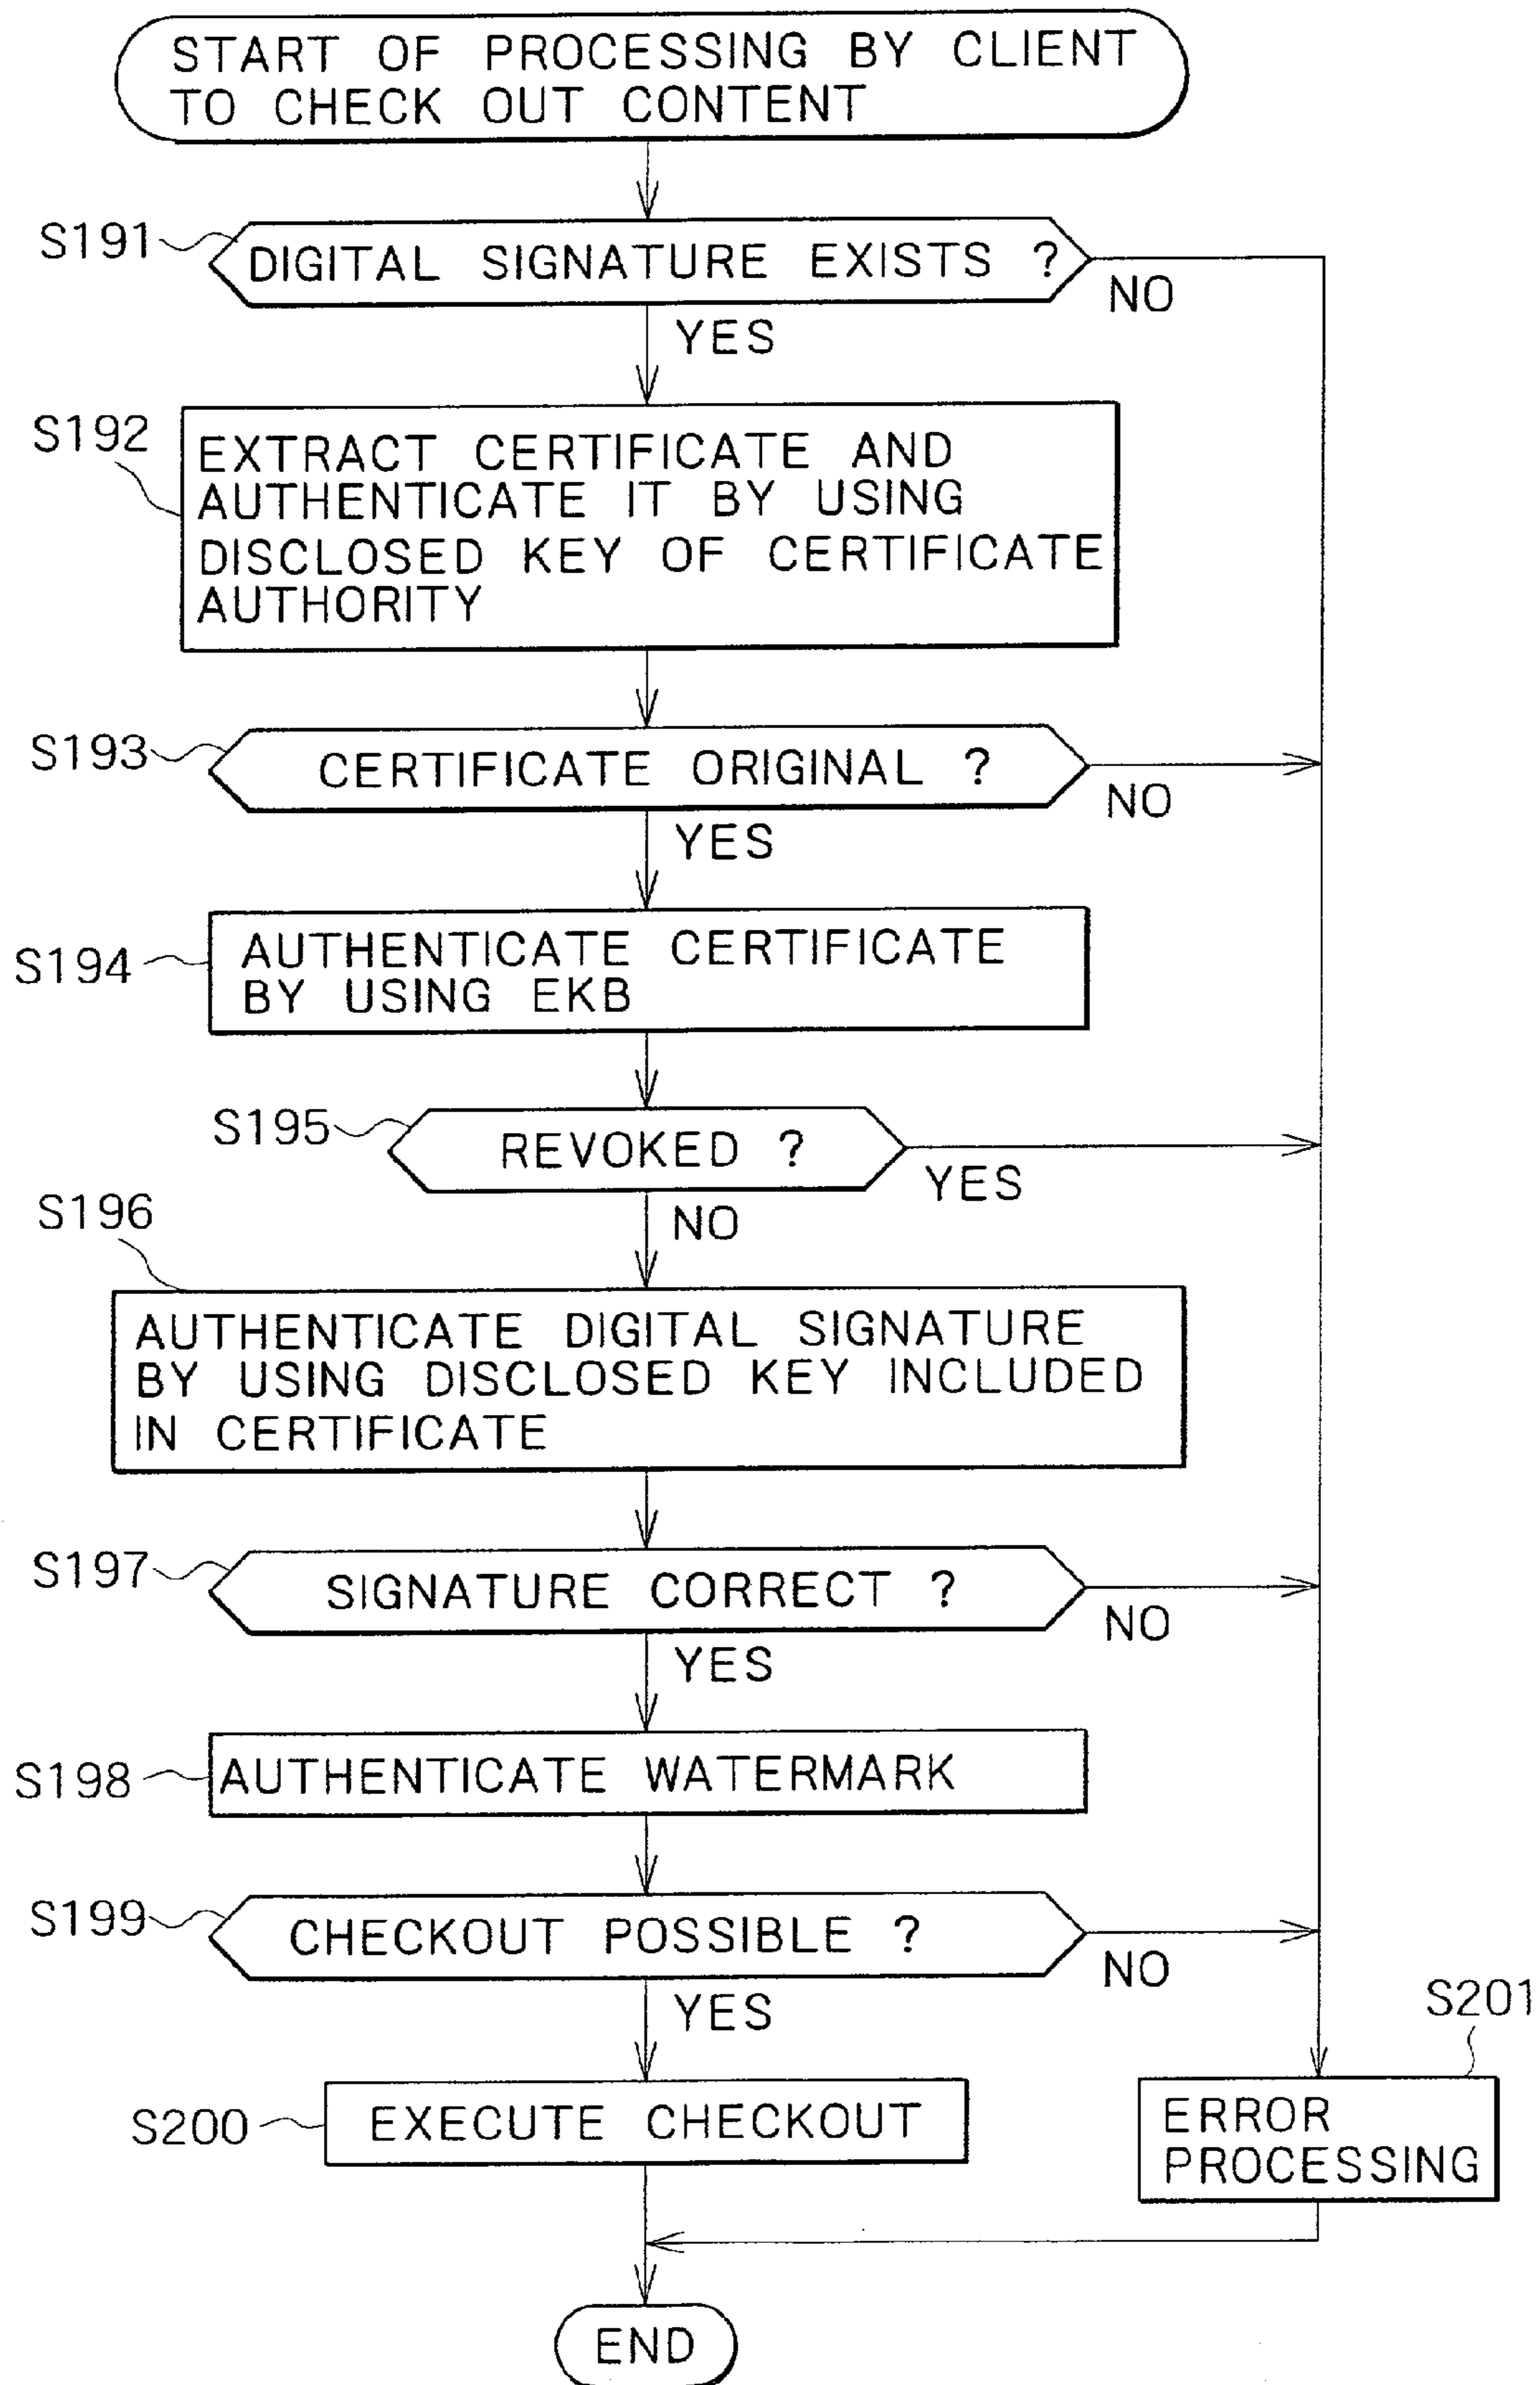 START OF PROCESSING BY CLIENT
TO CHECK OUT CONTENT
S191
DIGITAL SIGNATURE EXISTS ?
NO
YES
S192
EXTRACT CERTIFICATE AND
AUTHENTICATE IT BY USING
DISCLOSED KEY OF CERTIFICATE
AUTHORITY
S193
CERTIFICATE ORIGINAL ?
NO
YES
S194
AUTHENTICATE CERTIFICATE
BY USING EKB
S195
REVOKED ?
YES
NO
S196
AUTHENTICATE DIGITAL SIGNATURE
BY USING DISCLOSED KEY INCLUDED
IN CERTIFICATE
S197
SIGNATURE CORRECT ?
NO
YES
S198
AUTHENTICATE WATERMARK
S199
CHECKOUT POSSIBLE ?
NO
YES
S201
S200
EXECUTE CHECKOUT
ERROR
PROCESSING
END